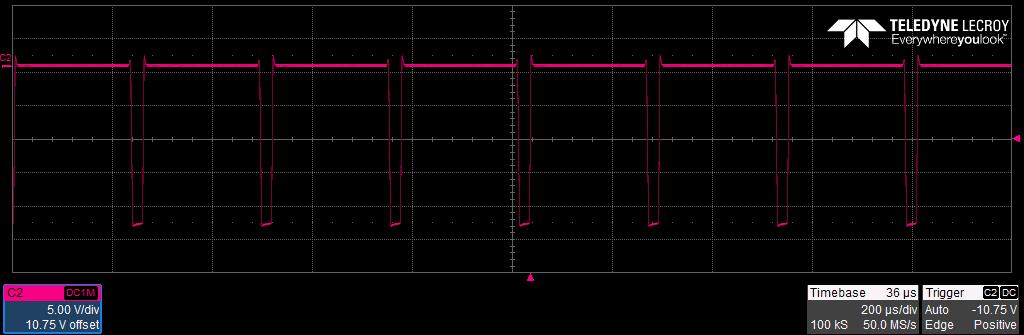 TELEDYNE LECROY
Everywhereyoulook™
C2
C2 DC1M
5.00 V/div
10.75 V offset
Timebase 36 µs
200 µs/div
100 kS 50.0 MS/s
Trigger C2 DC
Auto -10.75 V
Edge Positive